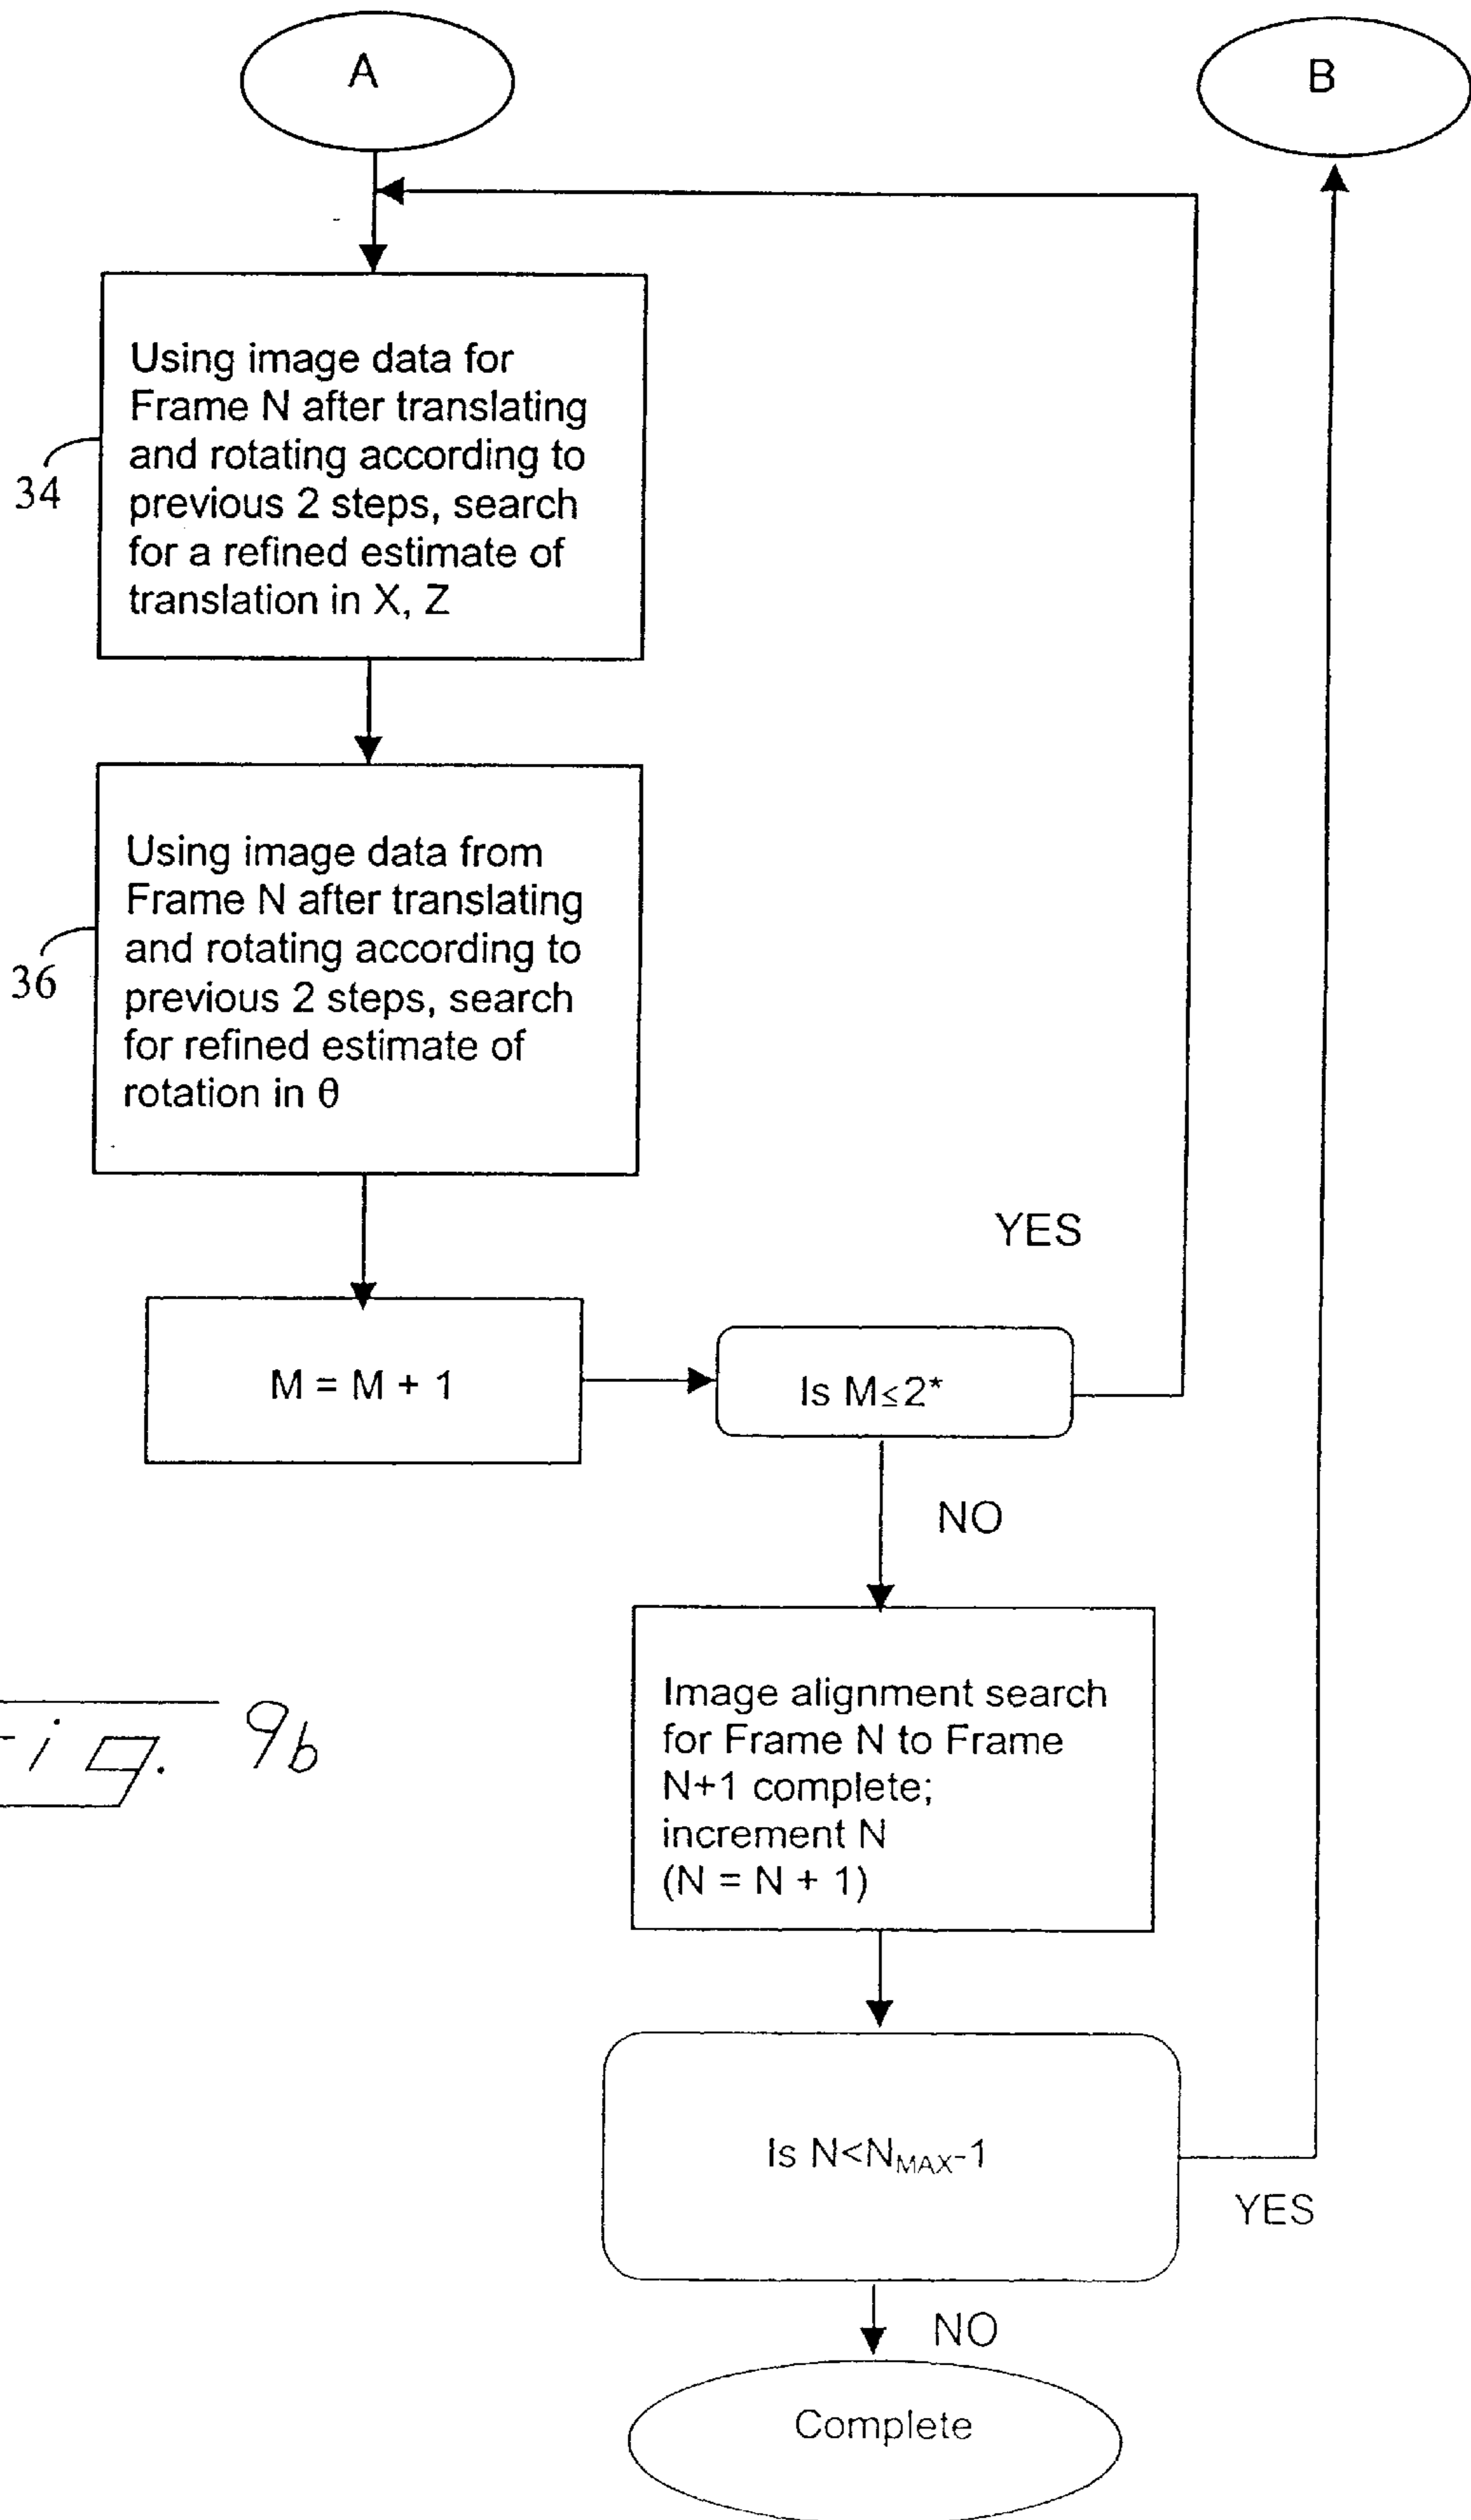 A
B
Using image data for
Frame N after translating
and rotating according to
previous 2 steps, search
for a refined estimate of
translation in X, Z
34
Using image data from
Frame N after translating
and rotating according to
previous 2 steps, search
for refined estimate of
rotation in θ
36
YES
M = M + 1
Is M≤2*
NO
Image alignment search
for Frame N to Frame
N+1 complete;
increment N
(N = N + 1)
ig. 9b
Is N<NMAX-1
YES
NO
Complete